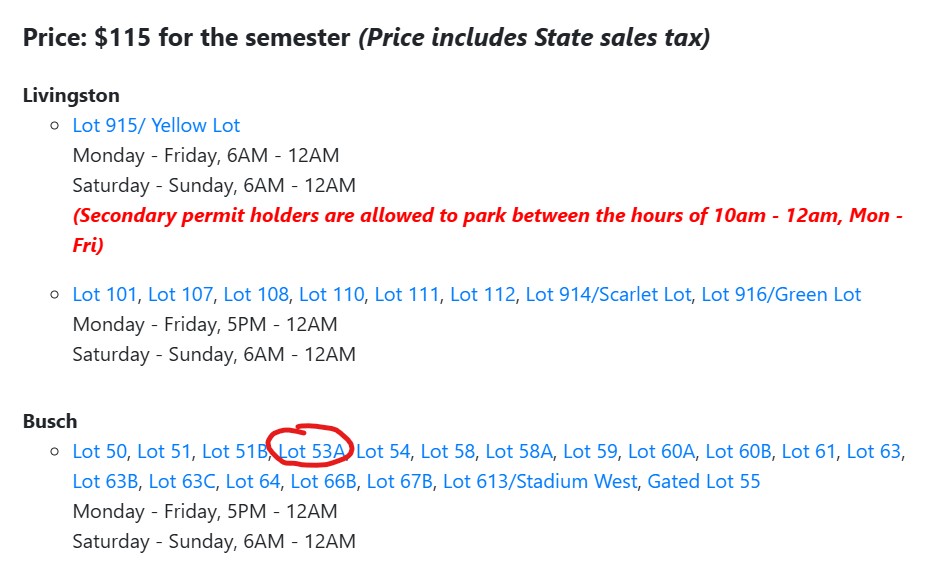 Price: $115 for the semester (Price includes State sales tax)
Livingston
Lot 915/ Yellow Lot
Monday - Friday, 6AM - 12AM
Saturday - Sunday, 6AM - 12AM
(Secondary permit holders are allowed to park between the hours of 10am - 12am, Mon -
Fri)
Lot 101, Lot 107, Lot 108, Lot 110, Lot 111, Lot 112, Lot 914/Scarlet Lot, Lot 916/Green Lot
Monday - Friday, 5PM - 12AM
Saturday - Sunday, 6AM - 12AM
Busch
Lot 50, Lot 51, Lot 51B, Lot 53A, Lot 54, Lot 58, Lot 58A, Lot 59, Lot 60A, Lot 60B, Lot 61, Lot 63,
Lot 63B, Lot 63C, Lot 64, Lot 66B, Lot 67B, Lot 613/Stadium West, Gated Lot 55
Monday - Friday, 5PM - 12AM
Saturday - Sunday, 6AM - 12AM